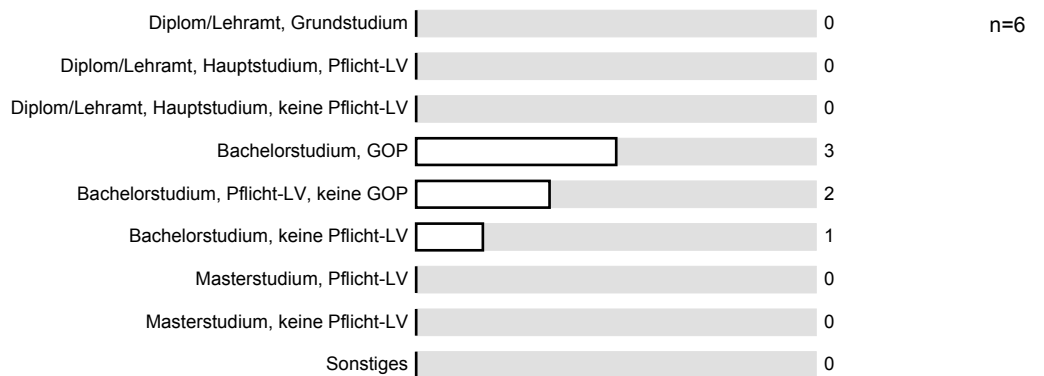 Diplom/Lehramt, Grundstudium 0 n=6
Diplom/Lehramt, Hauptstudium, Pflicht-LV 0
Diplom/Lehramt, Hauptstudium, keine Pflicht-LV 0
Bachelorstudium, GOP 3
Bachelorstudium, Pflicht-LV, keine GOP 2
Bachelorstudium, keine Pflicht-LV 1
Masterstudium, Pflicht-LV 0
Masterstudium, keine Pflicht-LV 0
Sonstiges 0